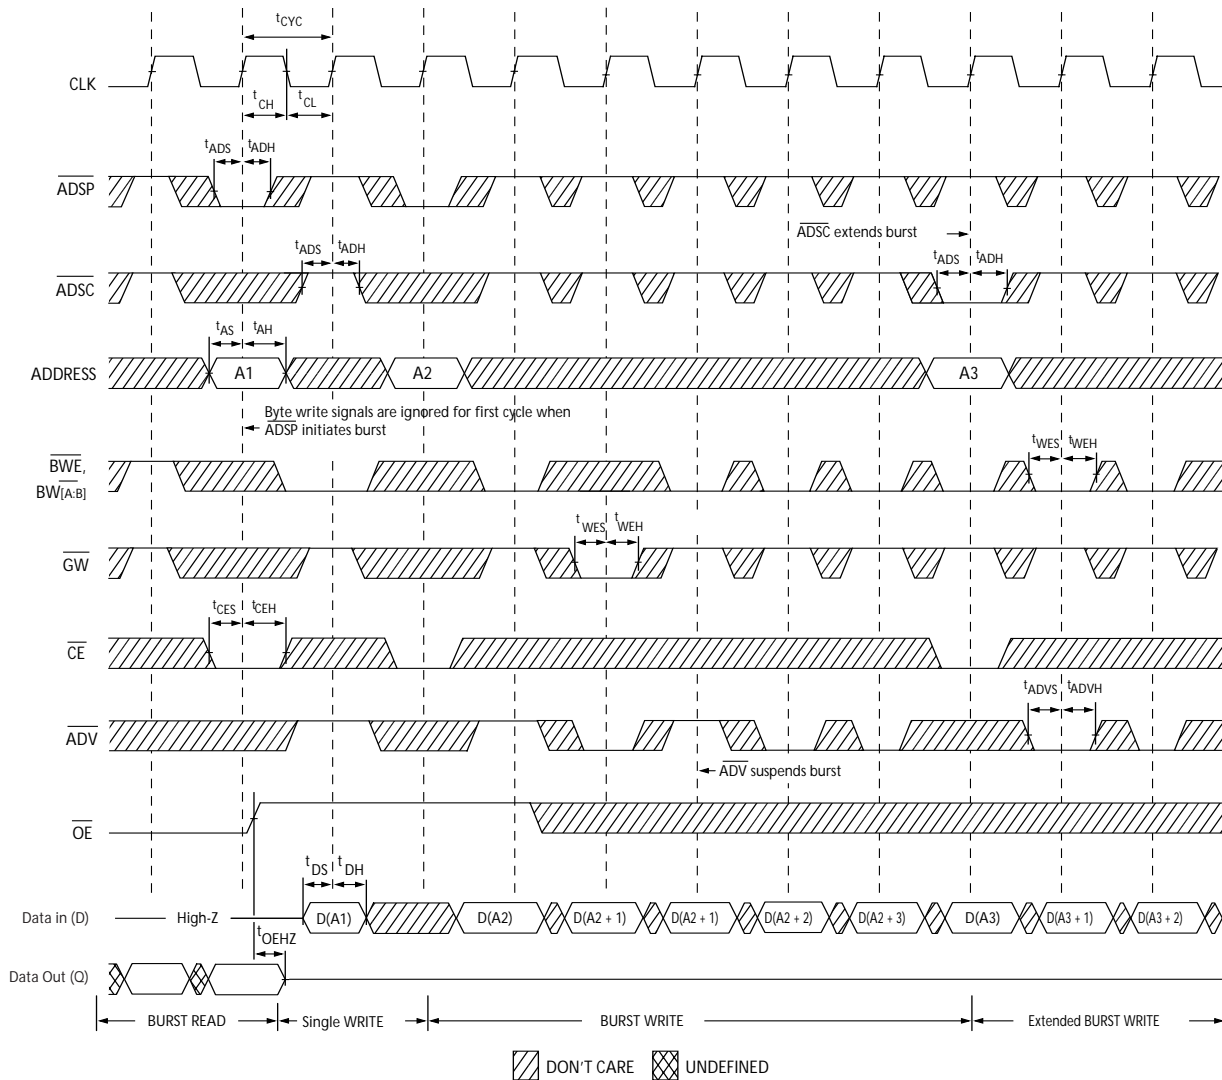 tCYC
CLK
tCH
tCL
tADS
tADH
ADSP
ADSC extends burst
tADS
tADH
tADS
tADH
ADSC
tAS
tAH
ADDRESS
A1
A2
A3
Byte write signals are ignored for first cycle when
ADSP initiates burst
tWES
tWEH
BWE,
BW[A:B]
tWES
tWEH
GW
tCES
tCEH
CE
tADVS
tADVH
ADV
ADV suspends burst
OE
tDS
tDH
Data in (D)
High-Z
D(A1)
D(A2)
D(A2 + 1)
D(A2 + 1)
D(A2 + 2)
D(A2 + 3)
D(A3)
D(A3 + 1)
D(A3 + 2)
tOEHZ
Data Out (Q)
BURST READ
Single WRITE
BURST WRITE
Extended BURST WRITE
DON'T CARE
UNDEFINED